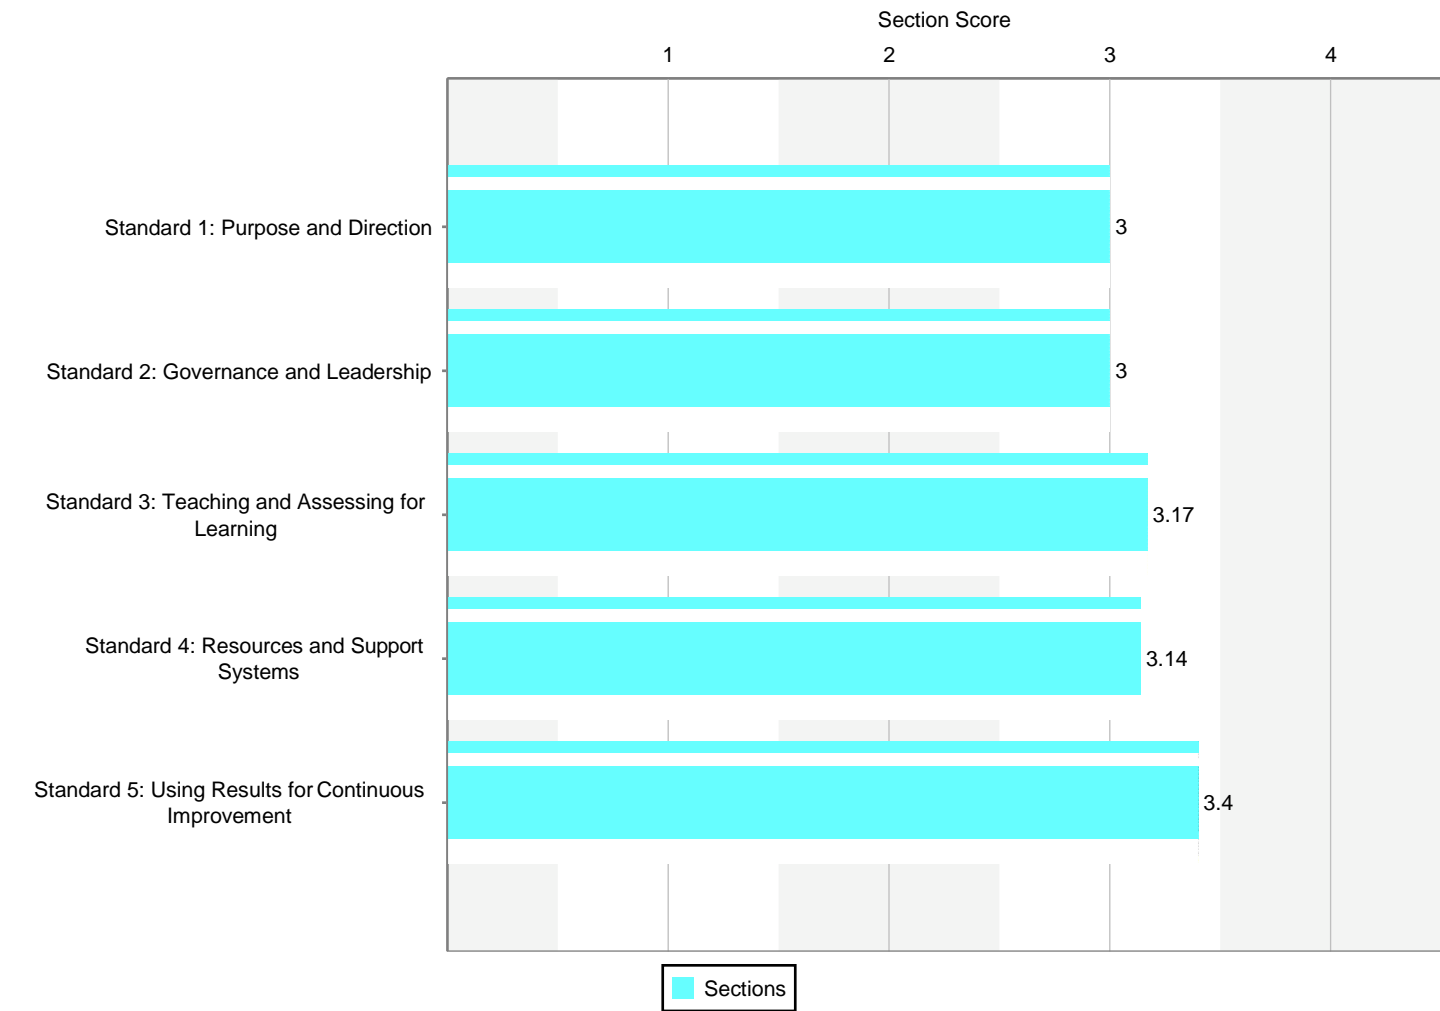 Section Score
1 2 3 4
Standard 1: Purpose and Direction
3
Standard 2: Governance and Leadership
3
Standard 3: Teaching and Assessing for
Learning
3.17
Standard 4: Resources and Support
Systems
3.14
Standard 5: Using Results for Continuous
Improvement
3.4
Sections